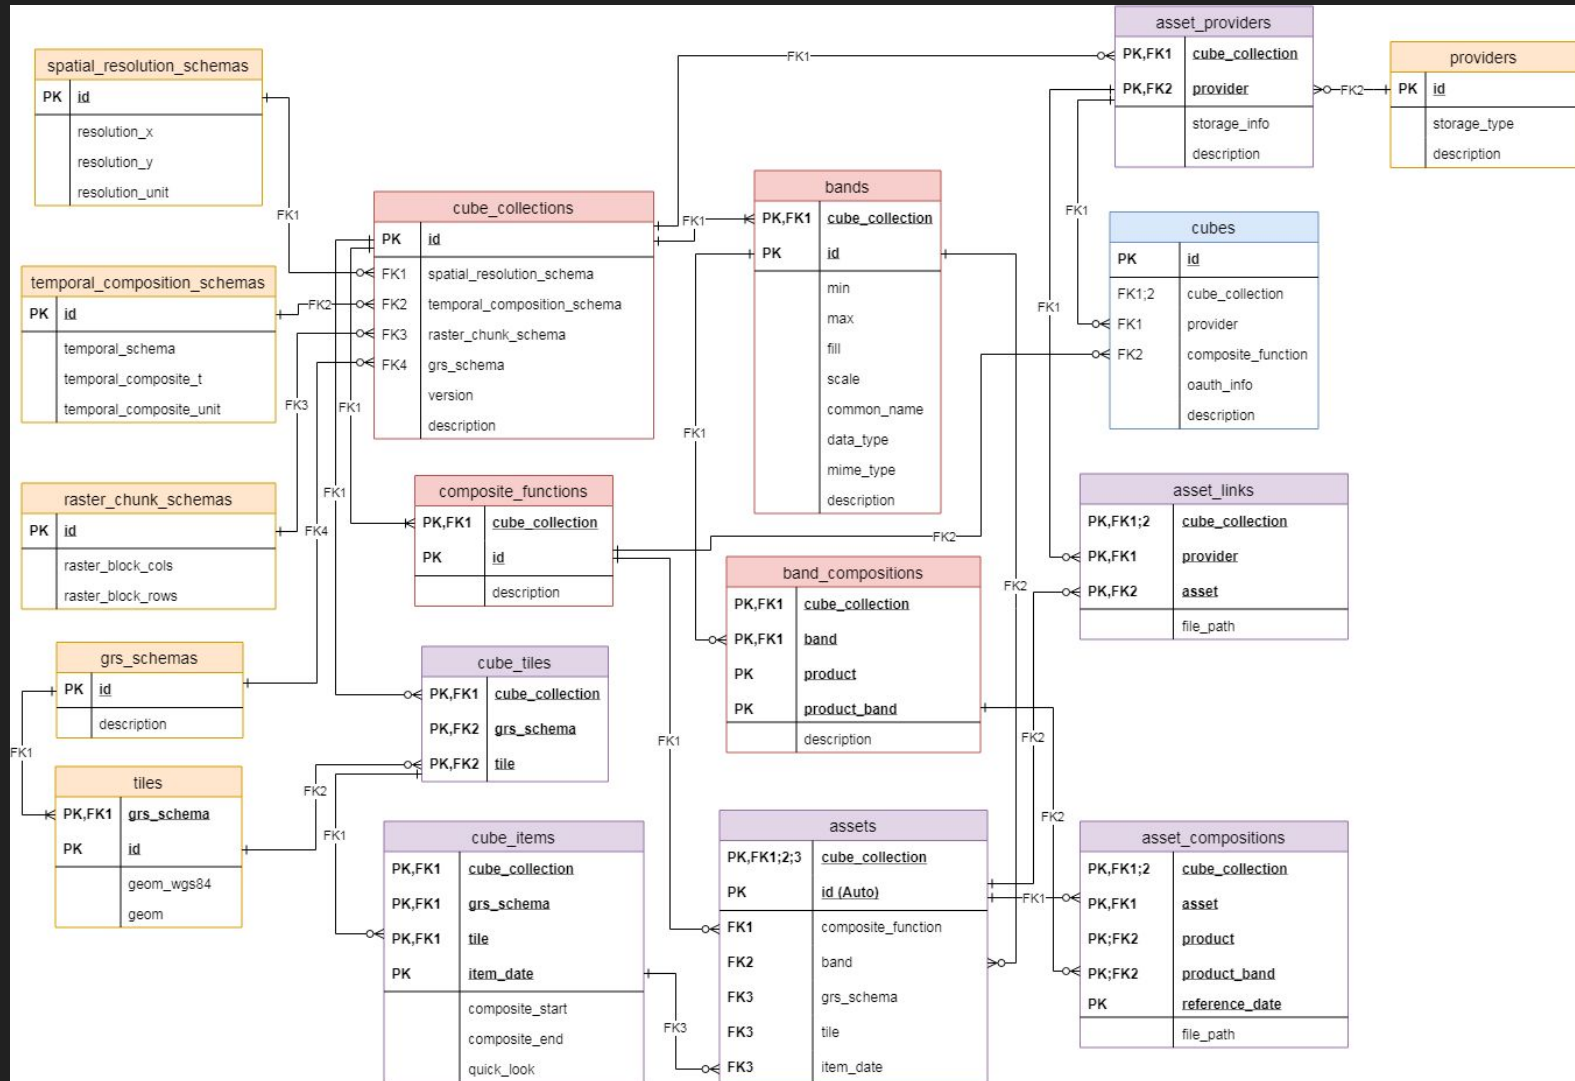 asset_providers
PK,FK1 cube_collection
PK,FK2 provider
storage_info
description
providers
PK id
storage_type
description
spatial_resolution_schemas
PK id
resolution_x
resolution_y
resolution_unit
FK1
FK1
FK2
cube_collections
PK id
FK1 spatial_resolution_schema
FK2 temporal_composition_schema
FK3 raster_chunk_schema
FK4 grs_schema
version
description
bands
PK,FK1 cube_collection
PK id
min
max
fill
scale
common_name
data_type
mime_type
description
FK1
FK1
FK1
cubes
PK id
FK1;2 cube_collection
FK1 provider
FK2 composite_function
oauth_info
description
temporal_composition_schemas
PK id
temporal_schema
temporal_composite_t
temporal_composite_unit
FK2
FK3
FK1
FK1
raster_chunk_schemas
PK id
raster_block_cols
raster_block_rows
FK1
FK4
composite_functions
PK,FK1 cube_collection
PK id
description
FK2
asset_links
PK,FK1;2 cube_collection
PK,FK1 provider
PK,FK2 asset
file_path
band_compositions
PK,FK1 cube_collection
PK,FK1 band
PK product
PK product_band
description
FK2
FK2
grs_schemas
PK id
description
FK1
cube_tiles
PK,FK1 cube_collection
PK,FK2 grs_schema
PK,FK2 tile
FK1
tiles
PK,FK1 grs_schema
PK id
geom_wgs84
geom
FK2
FK1
cube_items
PK,FK1 cube_collection
PK,FK1 grs_schema
PK,FK1 tile
PK item_date
composite_start
composite_end
quick_look
FK3
assets
PK,FK1;2;3 cube_collection
PK id (Auto)
FK1 composite_function
FK2 band
FK3 grs_schema
FK3 tile
FK3 item_date
FK1
FK2
asset_compositions
PK,FK1;2 cube_collection
PK,FK1 asset
PK;FK2 product
PK;FK2 product_band
PK reference_date
file_path